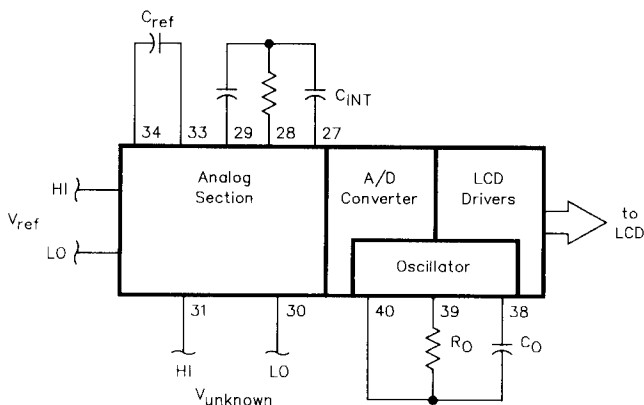 Cref
CINT
34 33 29 28 27
Analog
Section
A/D
Converter
LCD
Drivers
HI
Vref
LO
to
LCD
Oscillator
31 30 40 39 38
RO CO
HI LO
Vunknown